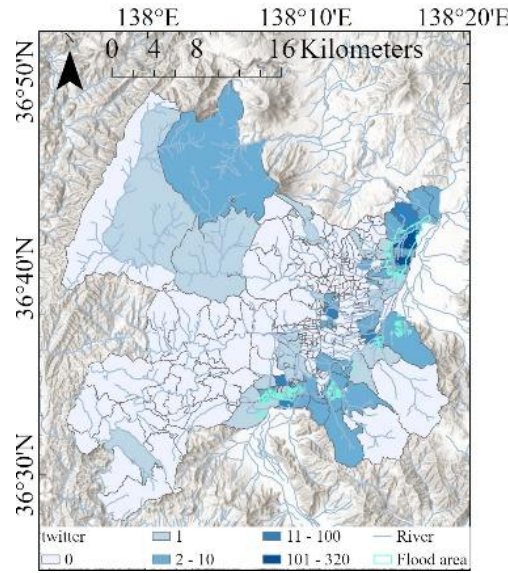 138°E 138°10'E 138°20'E
N
0 4 8 16 Kilometers
36°50'N
36°40'N
36°30'N
twitter 1 11 - 100 River
0 2 - 10 101 - 320 Flood area